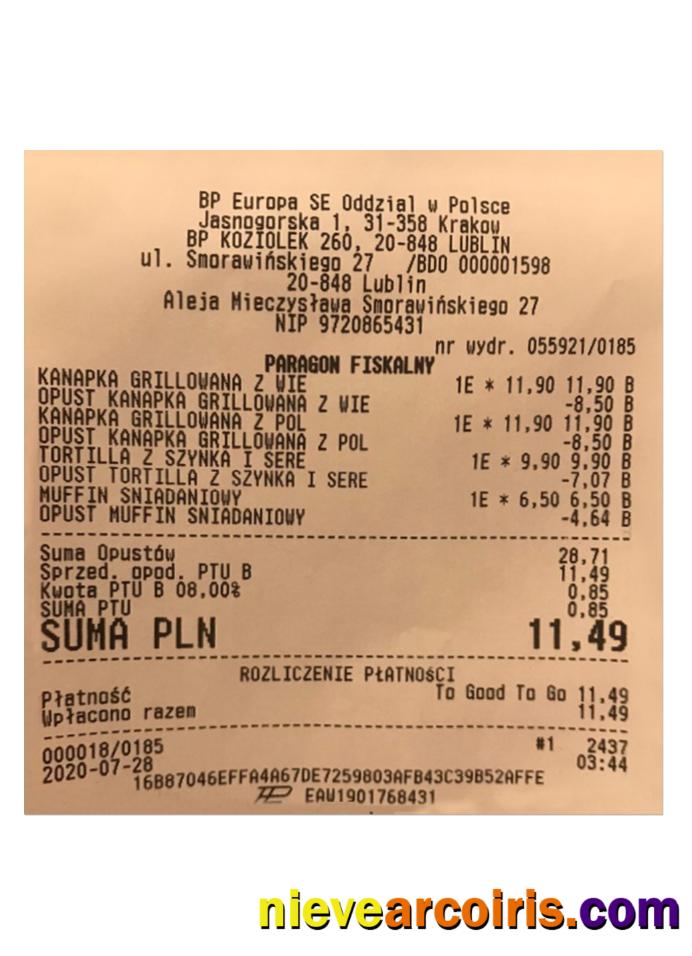 BP Europa SE Oddzial w Polsce
Jasnogorska 1, 31-358 Krakow
BP KOZIOLEK 260, 20-848 LUBLIN
ul. Smorawińskiego 27 /BDO 000001598
20-848 Lublin
Aleja Mieczysława Smorawińskiego 27
NIP 9720865431
nr wydr. 055921/0185
PARAGON FISKALNY
KANAPKA GRILLOWANA Z WIE 1E * 11,90 11,90 B
OPUST KANAPKA GRILLOWANA Z WIE -8,50 B
KANAPKA GRILLOWANA Z POL 1E * 11,90 11,90 B
OPUST KANAPKA GRILLOWANA Z POL -8,50 B
TORTILLA Z SZYNKA I SERE 1E * 9,90 9,90 B
OPUST TORTILLA Z SZYNKA I SERE -7,07 B
MUFFIN SNIADANIOWY 1E * 6,50 6,50 B
OPUST MUFFIN SNIADANIOWY -4,64 B
Suma Opustów 28,71
Sprzed. opod. PTU B 11,49
Kwota PTU B 08.00% 0,85
SUMA PTU 0,85
SUMA PLN 11,49
ROZLICZENIE PŁATNOŚCI
Płatność To Good To Go 11,49
Wpłacono razem 11,49
000018/0185 #1 2437
2020-07-28 03:44
16B87046EFFA4A67DE7259803AFB43C39B52AFFE
EAW1901768431
nievearcoiris.com